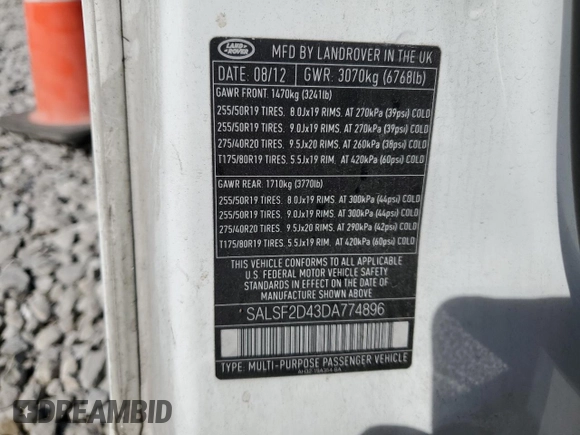 LAND ROVER
MFD BY LANDROVER IN THE UK
DATE: 08/12 GWR: 3070kg (6768lb)
GAWR FRONT: 1470kg (3241lb)
255/50R19 TIRES. 8.0Jx19 RIMS. AT 270kPa (39psi) COLD
255/50R19 TIRES. 9.0Jx19 RIMS. AT 270kPa (39psi) COLD
275/40R20 TIRES. 9.5Jx20 RIMS. AT 260kPa (38psi) COLD
T175/80R19 TIRES. 5.5Jx19 RIM. AT 420kPa (60psi) COLD
GAWR REAR: 1710kg (3770lb)
255/50R19 TIRES. 8.0Jx19 RIMS. AT 300kPa (44psi) COLD
255/50R19 TIRES. 9.0Jx19 RIMS. AT 300kPa (44psi) COLD
275/40R20 TIRES. 9.5Jx20 RIMS. AT 290kPa (42psi) COLD
T175/80R19 TIRES. 5.5Jx19 RIM. AT 420kPa (60psi) COLD
THIS VEHICLE CONFORMS TO ALL APPLICABLE
U.S. FEDERAL MOTOR VEHICLE SAFETY
STANDARDS IN EFFECT ON THE DATE OF
MANUFACTURE SHOWN ABOVE.
SALSF2D43DA774896
TYPE: MULTI-PURPOSE PASSENGER VEHICLE
DREAMBID